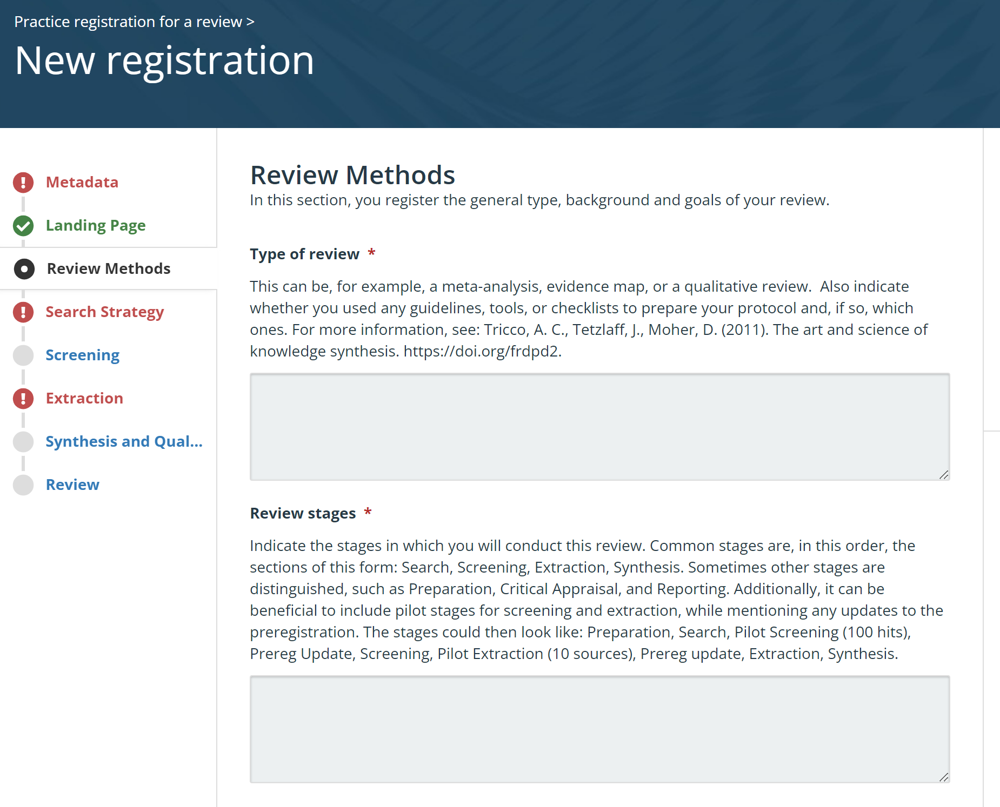 Practice registration for a review >
New registration
Metadata
Landing Page
Review Methods
Search Strategy
Screening
Extraction
Synthesis and Qual...
Review
Review Methods
In this section, you register the general type, background and goals of your review.
Type of review *
This can be, for example, a meta-analysis, evidence map, or a qualitative review.  Also indicate
whether you used any guidelines, tools, or checklists to prepare your protocol and, if so, which
ones. For more information, see: Tricco, A. C., Tetzlaff, J., Moher, D. (2011). The art and science of
knowledge synthesis. https://doi.org/frdpd2.
Review stages *
Indicate the stages in which you will conduct this review. Common stages are, in this order, the
sections of this form: Search, Screening, Extraction, Synthesis. Sometimes other stages are
distinguished, such as Preparation, Critical Appraisal, and Reporting. Additionally, it can be
beneficial to include pilot stages for screening and extraction, while mentioning any updates to the
preregistration. The stages could then look like: Preparation, Search, Pilot Screening (100 hits),
Prereg Update, Screening, Pilot Extraction (10 sources), Prereg update, Extraction, Synthesis.